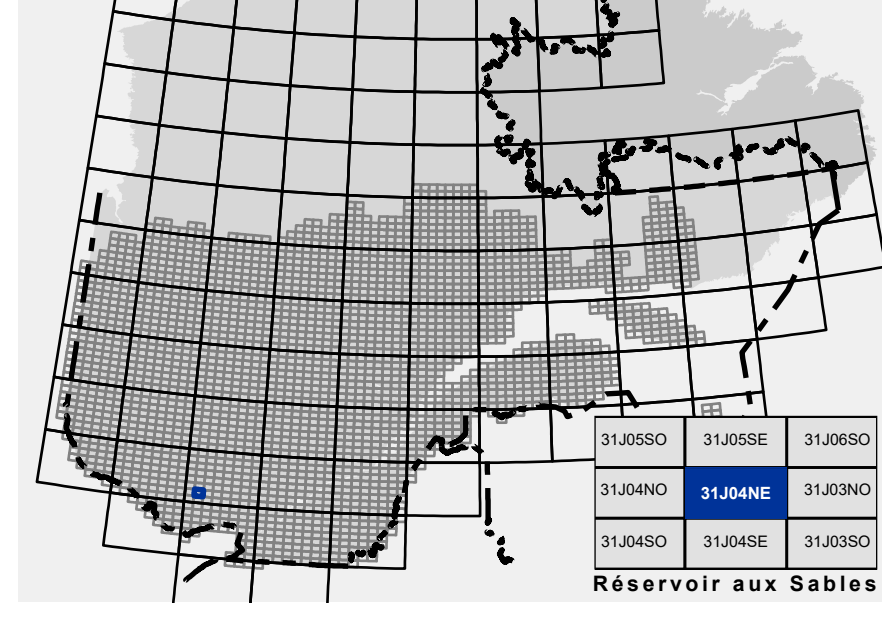 31J05SO 31J05SE 31J06SO
31J04NO 31J04NE 31J03NO
31J04SO 31J04SE 31J03SO
Réservoir aux Sables